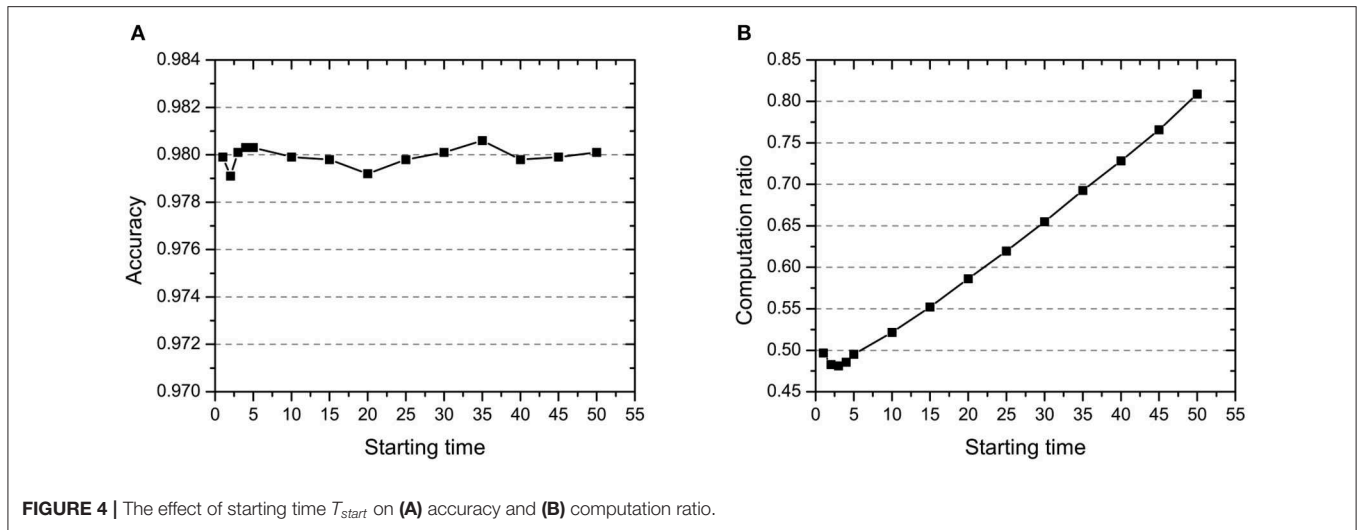 A
0.984
0.982
0.980
0.978
0.976
0.974
0.972
0.970
Accuracy
0 5 10 15 20 25 30 35 40 45 50 55
Starting time
B
0.85
0.80
0.75
0.70
0.65
0.60
0.55
0.50
0.45
Computation ratio
0 5 10 15 20 25 30 35 40 45 50 55
Starting time
FIGURE 4 | The effect of starting time Tstart on (A) accuracy and (B) computation ratio.